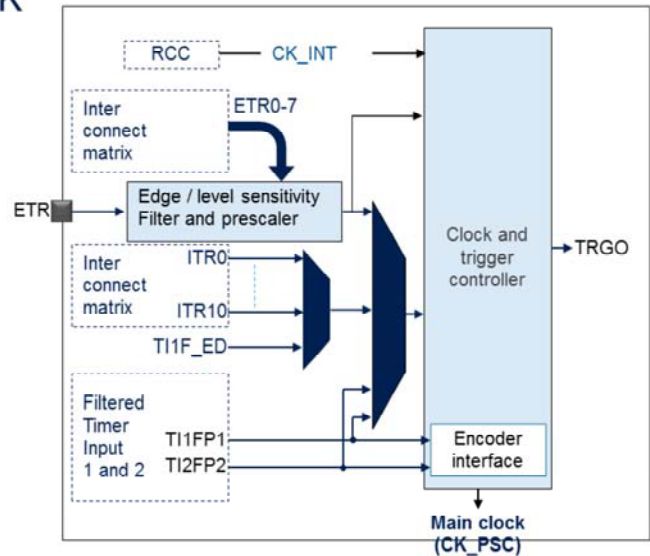 RCC
CK_INT
Inter
connect
matrix
ETR0-7
ETR
Edge / level sensitivity
Filter and prescaler
Inter
connect
matrix
ITR0
ITR10
TI1F_ED
Clock and
trigger
controller
TRGO
Filtered
Timer
Input
1 and 2
TI1FP1
TI2FP2
Encoder
interface
Main clock
(CK_PSC)